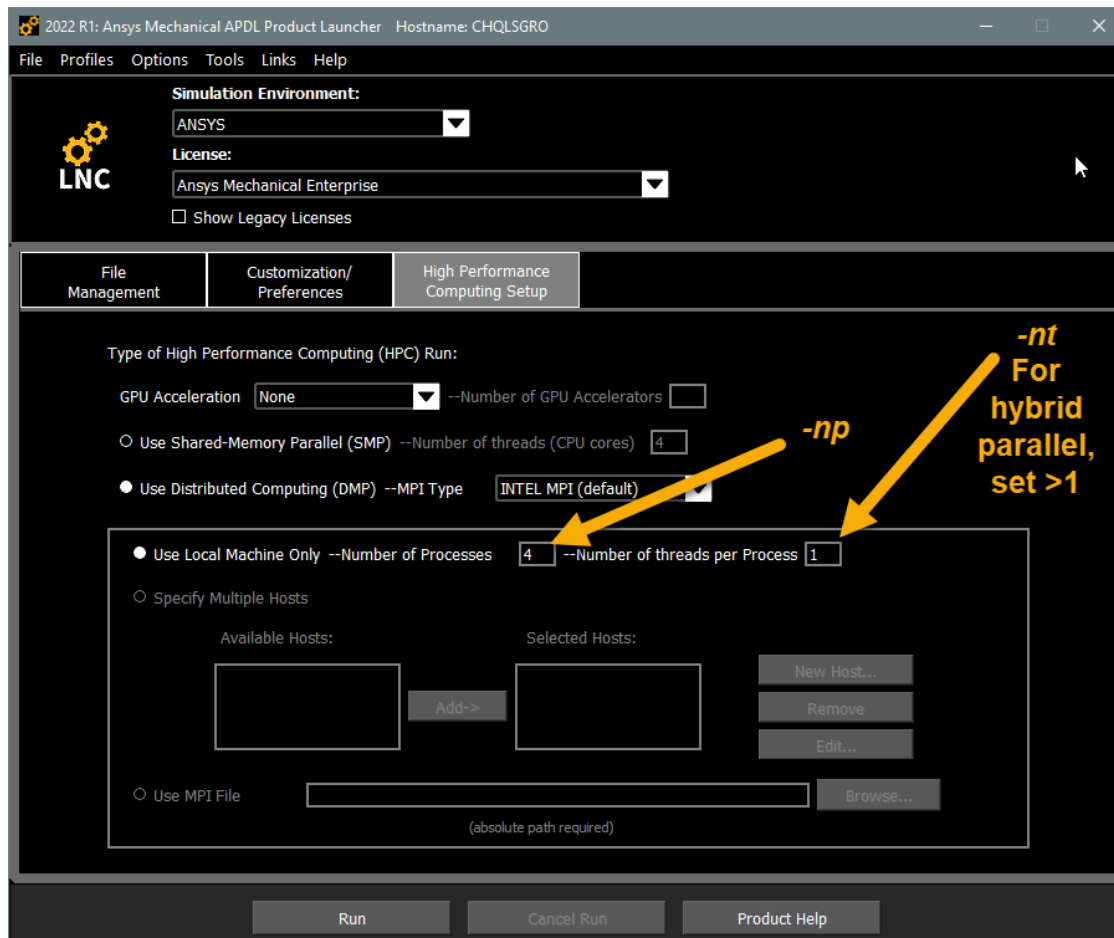 2022 R1: Ansys Mechanical APDL Product Launcher Hostname: CHQLSGRO
File Profiles Options Tools Links Help
Simulation Environment:
ANSYS
License:
Ansys Mechanical Enterprise
Show Legacy Licenses
LNC
File
Management
Customization/
Preferences
High Performance
Computing Setup
Type of High Performance Computing (HPC) Run:
GPU Acceleration None --Number of GPU Accelerators
Use Shared-Memory Parallel (SMP) --Number of threads (CPU cores) 4
Use Distributed Computing (DMP) --MPI Type INTEL MPI (default)
-np
-nt
For
hybrid
parallel,
set >1
Use Local Machine Only --Number of Processes 4 --Number of threads per Process 1
Specify Multiple Hosts
Available Hosts: Selected Hosts:
Add->
New Host...
Remove
Edit...
Use MPI File Browse...
(absolute path required)
Run Cancel Run Product Help